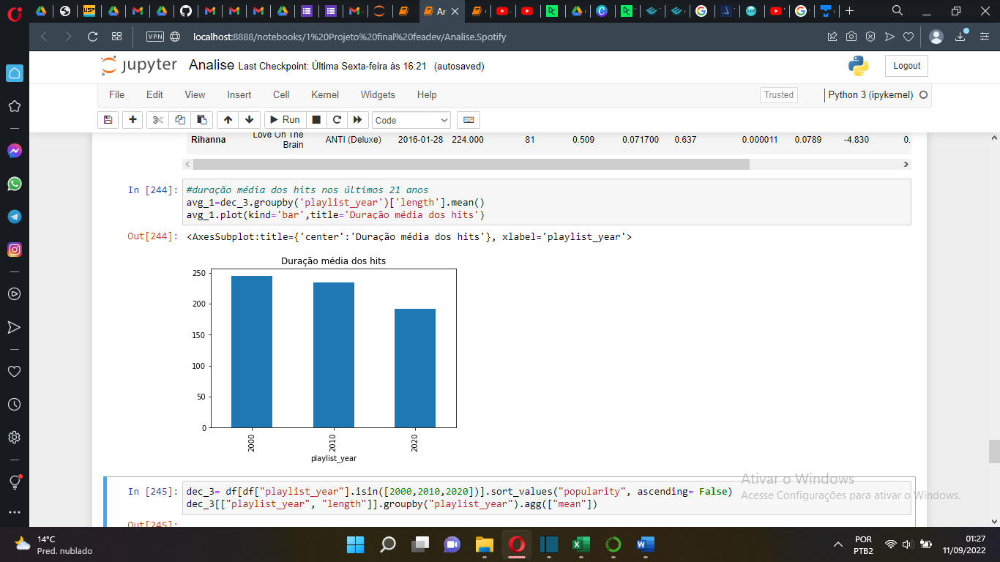 USP
Ar
VPN
localhost:8888/notebooks/1%20Projeto%20final%20feadev/Analise.Spotify
jupyter Analise Last Checkpoint: Última Sexta-feira às 16:21 (autosaved)
Logout
File Edit View Insert Cell Kernel Widgets Help
Trusted
Python 3 (ipykernel)
Run
Code
Rihanna Love On The Brain ANTI (Deluxe) 2016-01-28 224.000 81 0.509 0.071700 0.637 0.000011 0.0789 -4.830 0.
In [244]:
#duração média dos hits nos últimos 21 anos
avg_1=dec_3.groupby('playlist_year')['length'].mean()
avg_1.plot(kind='bar',title='Duração média dos hits')
Out[244]: <AxesSubplot:title={'center':'Duração média dos hits'}, xlabel='playlist_year'>
Duração média dos hits
250
200
150
100
50
0
2000 2010 2020
playlist_year
In [245]:
dec_3= df[df["playlist_year"].isin([2000,2010,2020])].sort_values("popularity", ascending= False)
dec_3[["playlist_year", "length"]].groupby("playlist_year").agg(["mean"])
Out[245]:
Ativar o Windows
Acesse Configurações para ativar o Windows.
14°C
Pred. nublado
POR
PTB2
01:27
11/09/2022